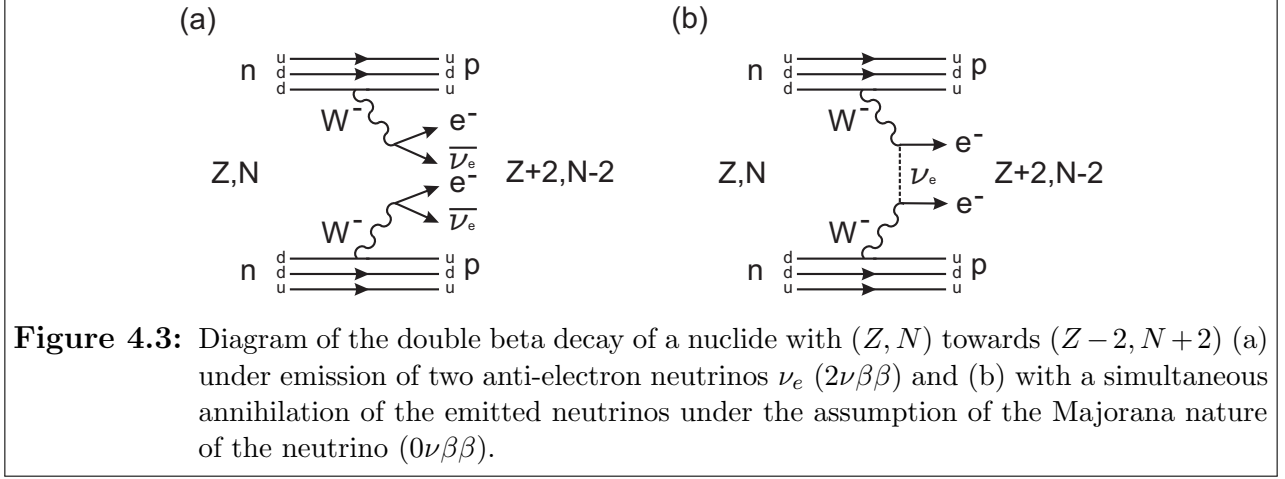 (a)
n
u
d
d
u
d
u
p
W⁻
e⁻
ν̅ₑ
Z,N
Z+2,N-2
e⁻
ν̅ₑ
W⁻
n
d
d
u
u
d
u
p
(b)
n
u
d
d
u
d
u
p
W⁻
e⁻
Z,N
νₑ
Z+2,N-2
e⁻
W⁻
n
d
d
u
u
d
u
p
Figure 4.3: Diagram of the double beta decay of a nuclide with (Z, N) towards (Z − 2, N + 2) (a)
under emission of two anti-electron neutrinos νₑ (2νββ) and (b) with a simultaneous
annihilation of the emitted neutrinos under the assumption of the Majorana nature
of the neutrino (0νββ).